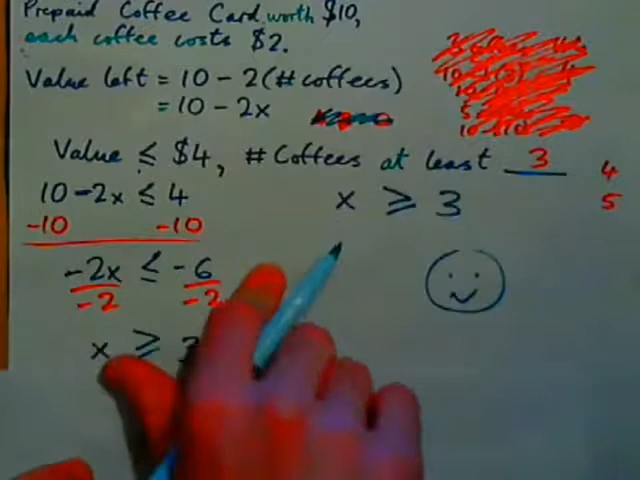 Prepaid Coffee Card worth $10,
each coffee costs $2.
Value left = 10 - 2(# coffees)
= 10 - 2x
Value ≤ $4, # Coffees at least 3
4
5
10 - 2x ≤ 4
x ≥ 3
-10 -10
-2x ≤ -6
-2 -2
x ≥ 3